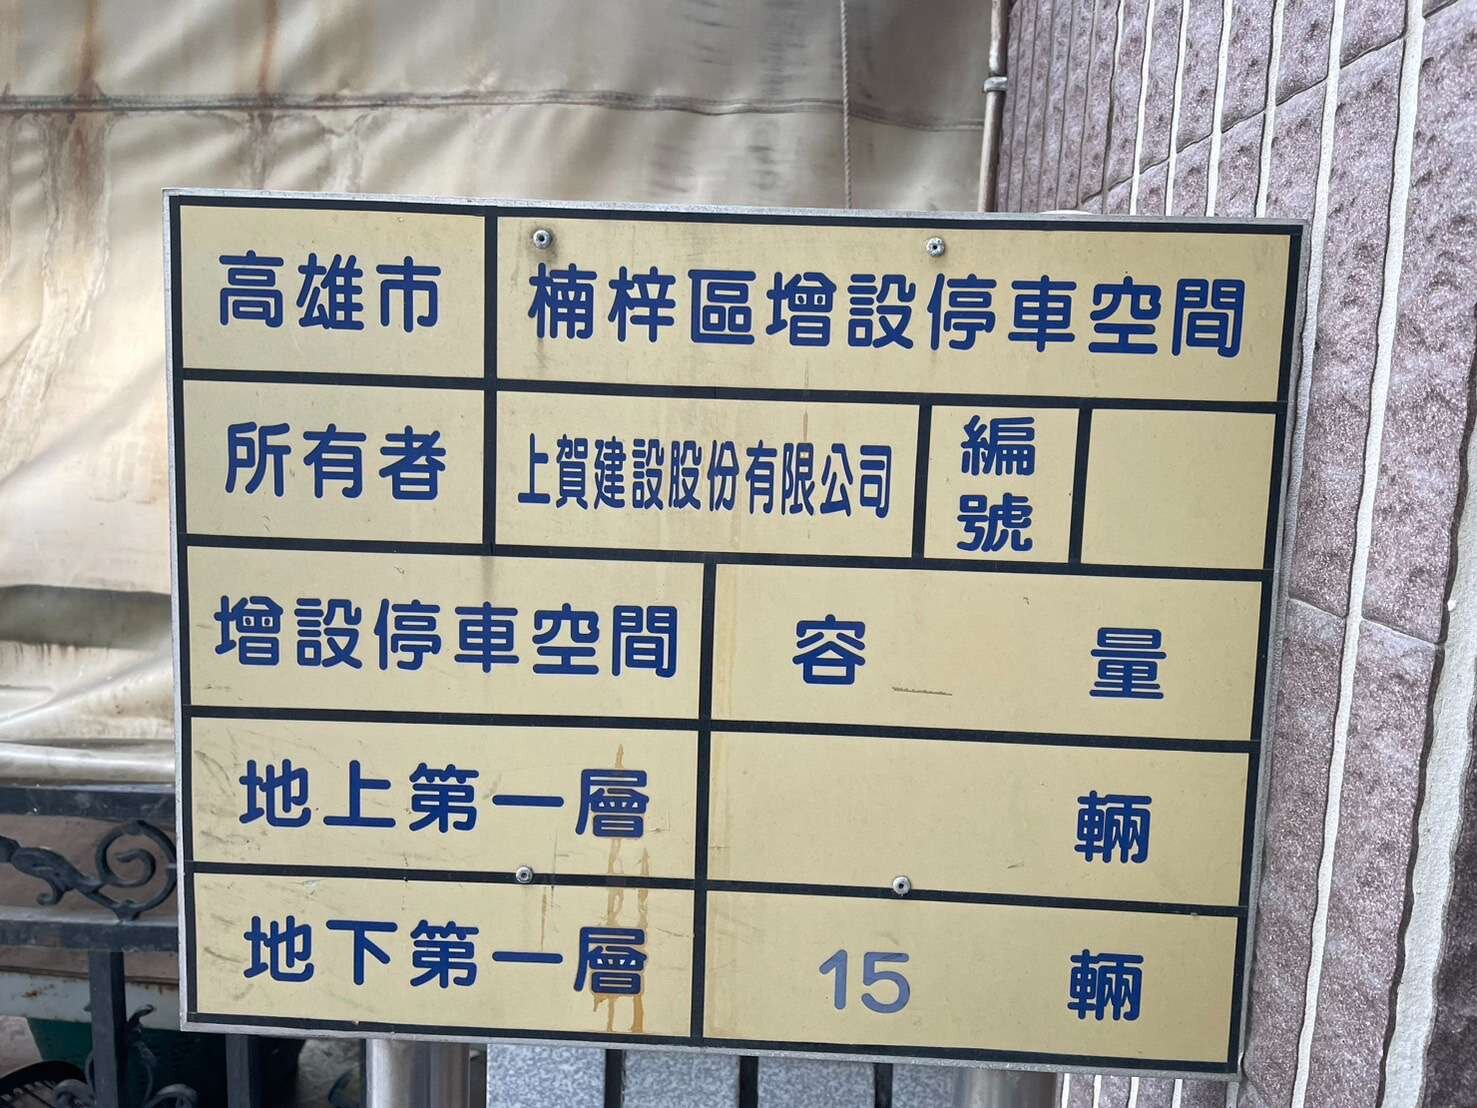 高雄市 楠梓區增設停車空間
所有者 上賀建設股份有限公司 編號
增設停車空間 容量
地上第一層 輛
地下第一層 15 輛